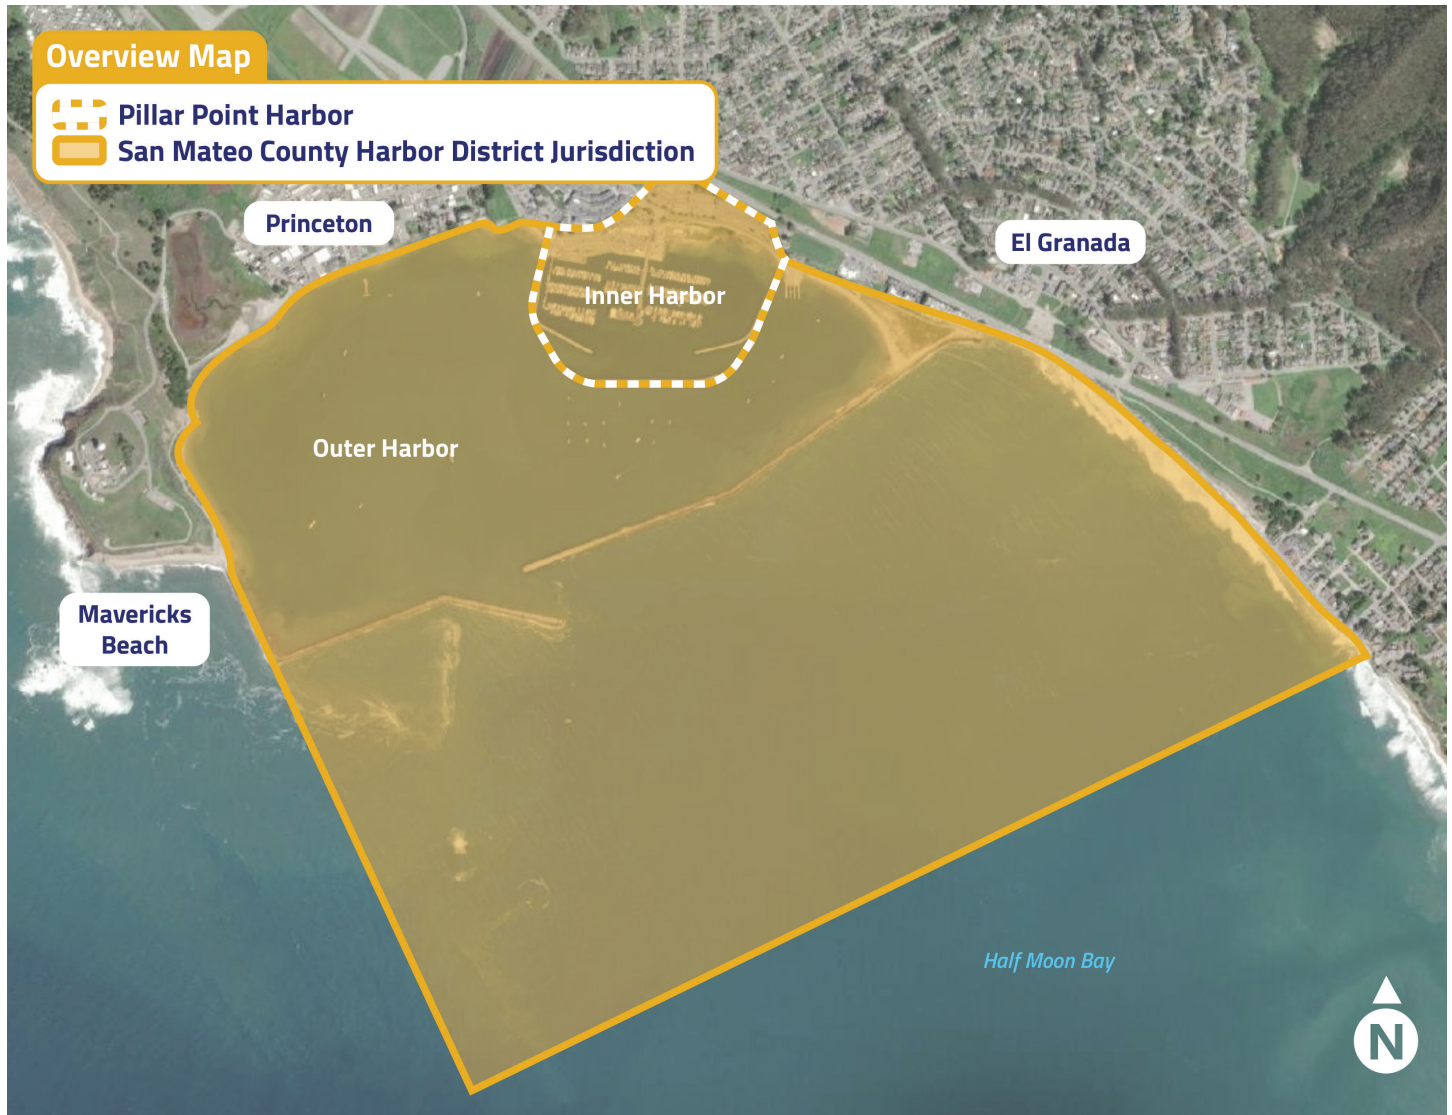 Overview Map
Pillar Point Harbor
San Mateo County Harbor District Jurisdiction
Princeton
El Granada
Inner Harbor
Outer Harbor
Mavericks
Beach
Half Moon Bay
N